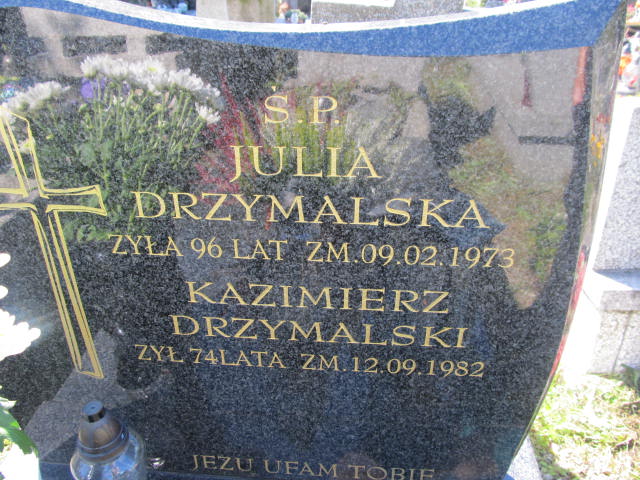 Ś.P.
JULIA
DRZYMALSKA
ŻYŁA 96 LAT ZM.09.02.1973
KAZIMIERZ
DRZYMALSKI
ŻYŁ 74LATA ZM.12.09.1982
JEZU UFAM TOBIE